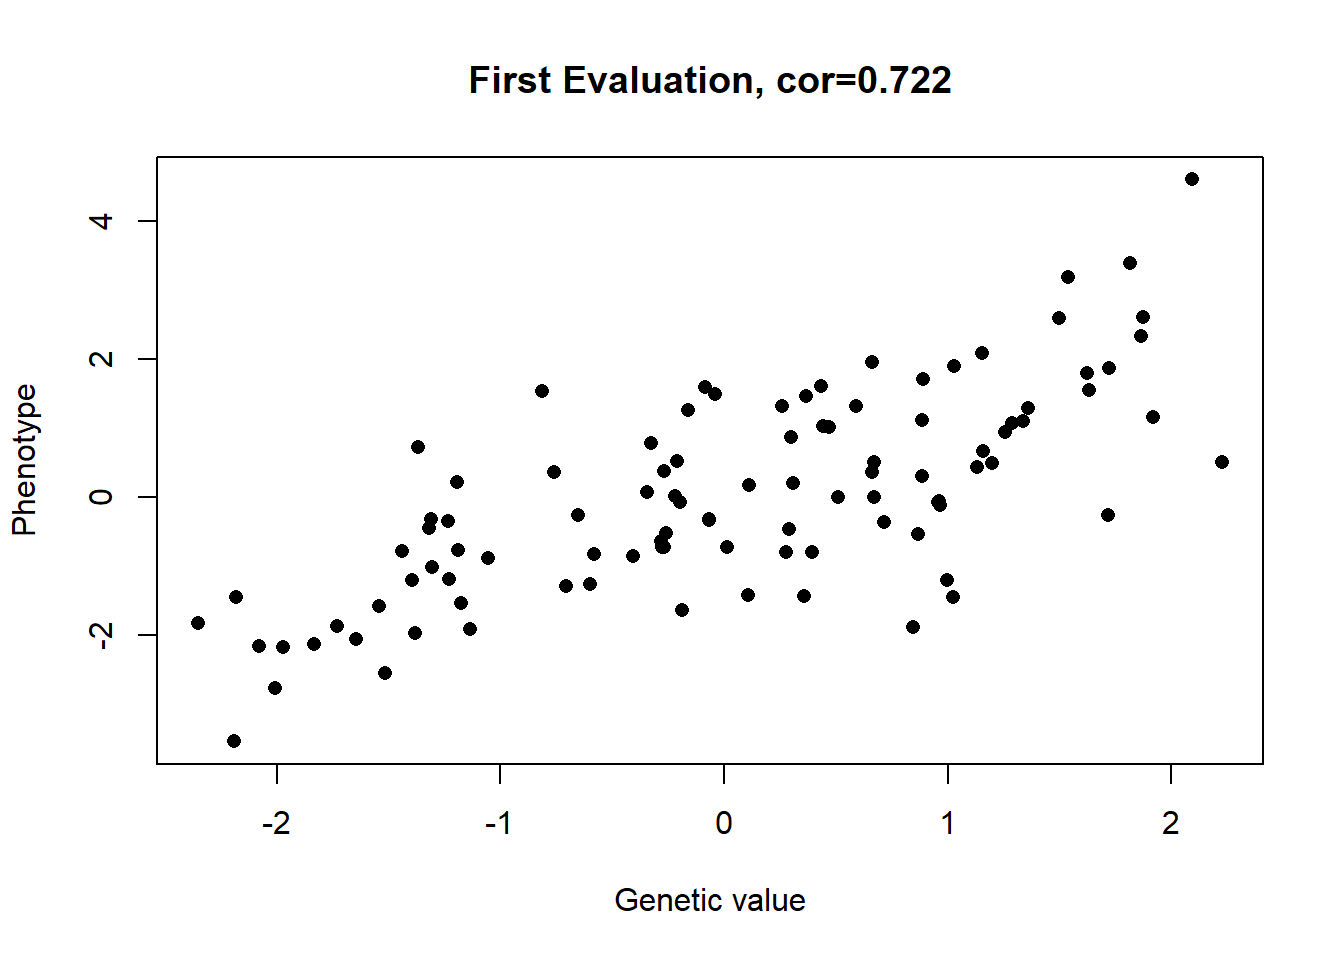 First Evaluation, cor=0.722
Phenotype
4
2
0
-2
-2 -1 0 1 2
Genetic value